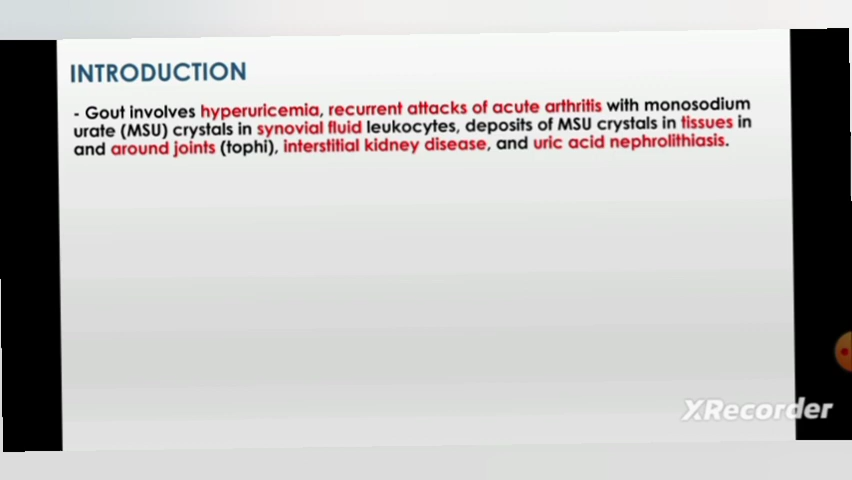 INTRODUCTION
- Gout involves hyperuricemia, recurrent attacks of acute arthritis with monosodium
urate (MSU) crystals in synovial fluid leukocytes, deposits of MSU crystals in tissues in
and around joints (tophi), interstitial kidney disease, and uric acid nephrolithiasis.
XRecorder